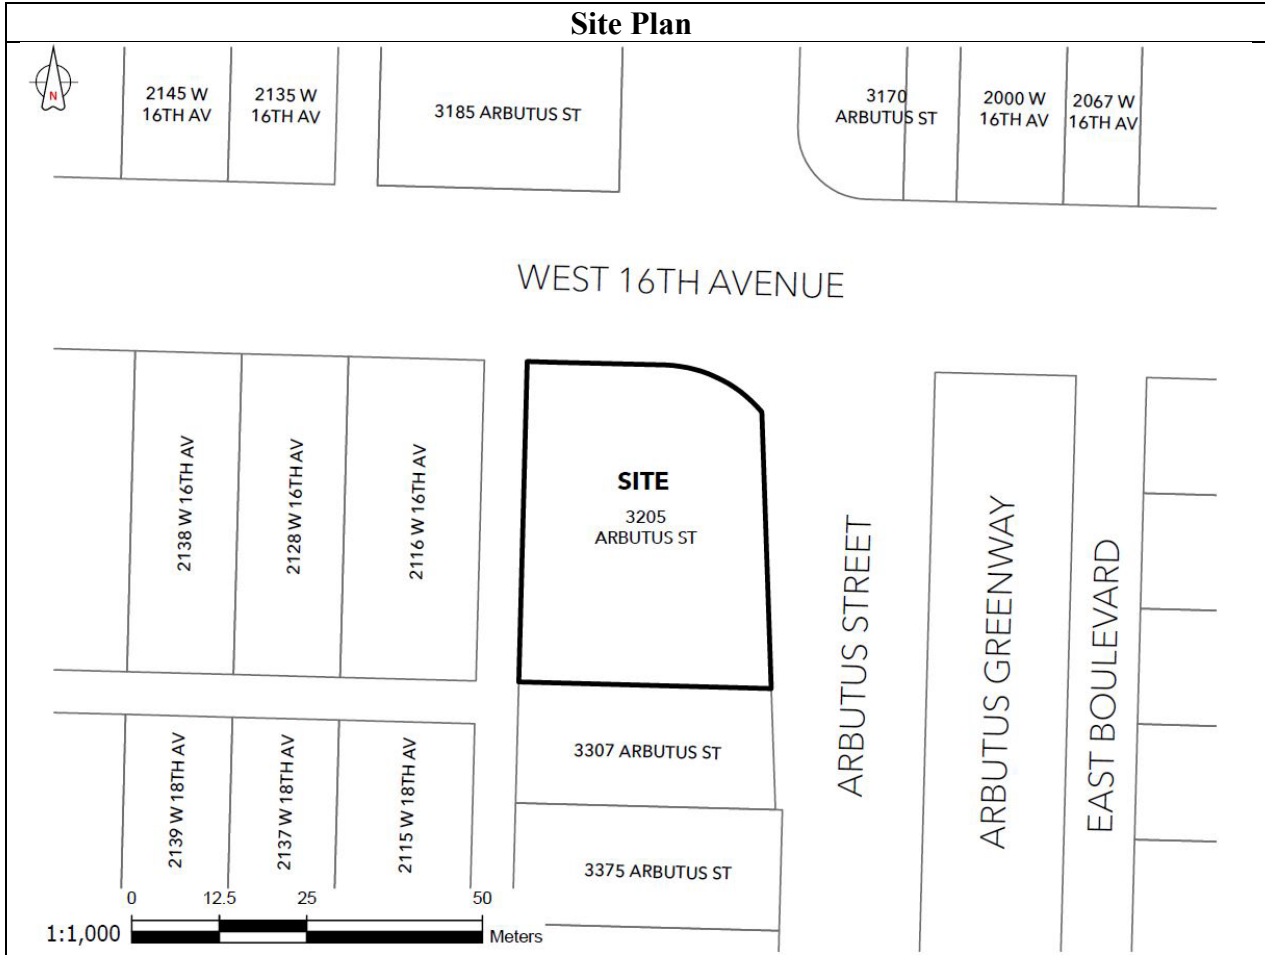 Site Plan
N
2145 W
16TH AV
2135 W
16TH AV
3185 ARBUTUS ST
3170
ARBUTUS ST
2000 W
16TH AV
2067 W
16TH AV
WEST 16TH AVENUE
2138 W 16TH AV
2128 W 16TH AV
2116 W 16TH AV
SITE
3205
ARBUTUS ST
ARBUTUS STREET
ARBUTUS GREENWAY
EAST BOULEVARD
3307 ARBUTUS ST
2139 W 18TH AV
2137 W 18TH AV
2115 W 18TH AV
3375 ARBUTUS ST
0 12.5 25 50
1:1,000
Meters